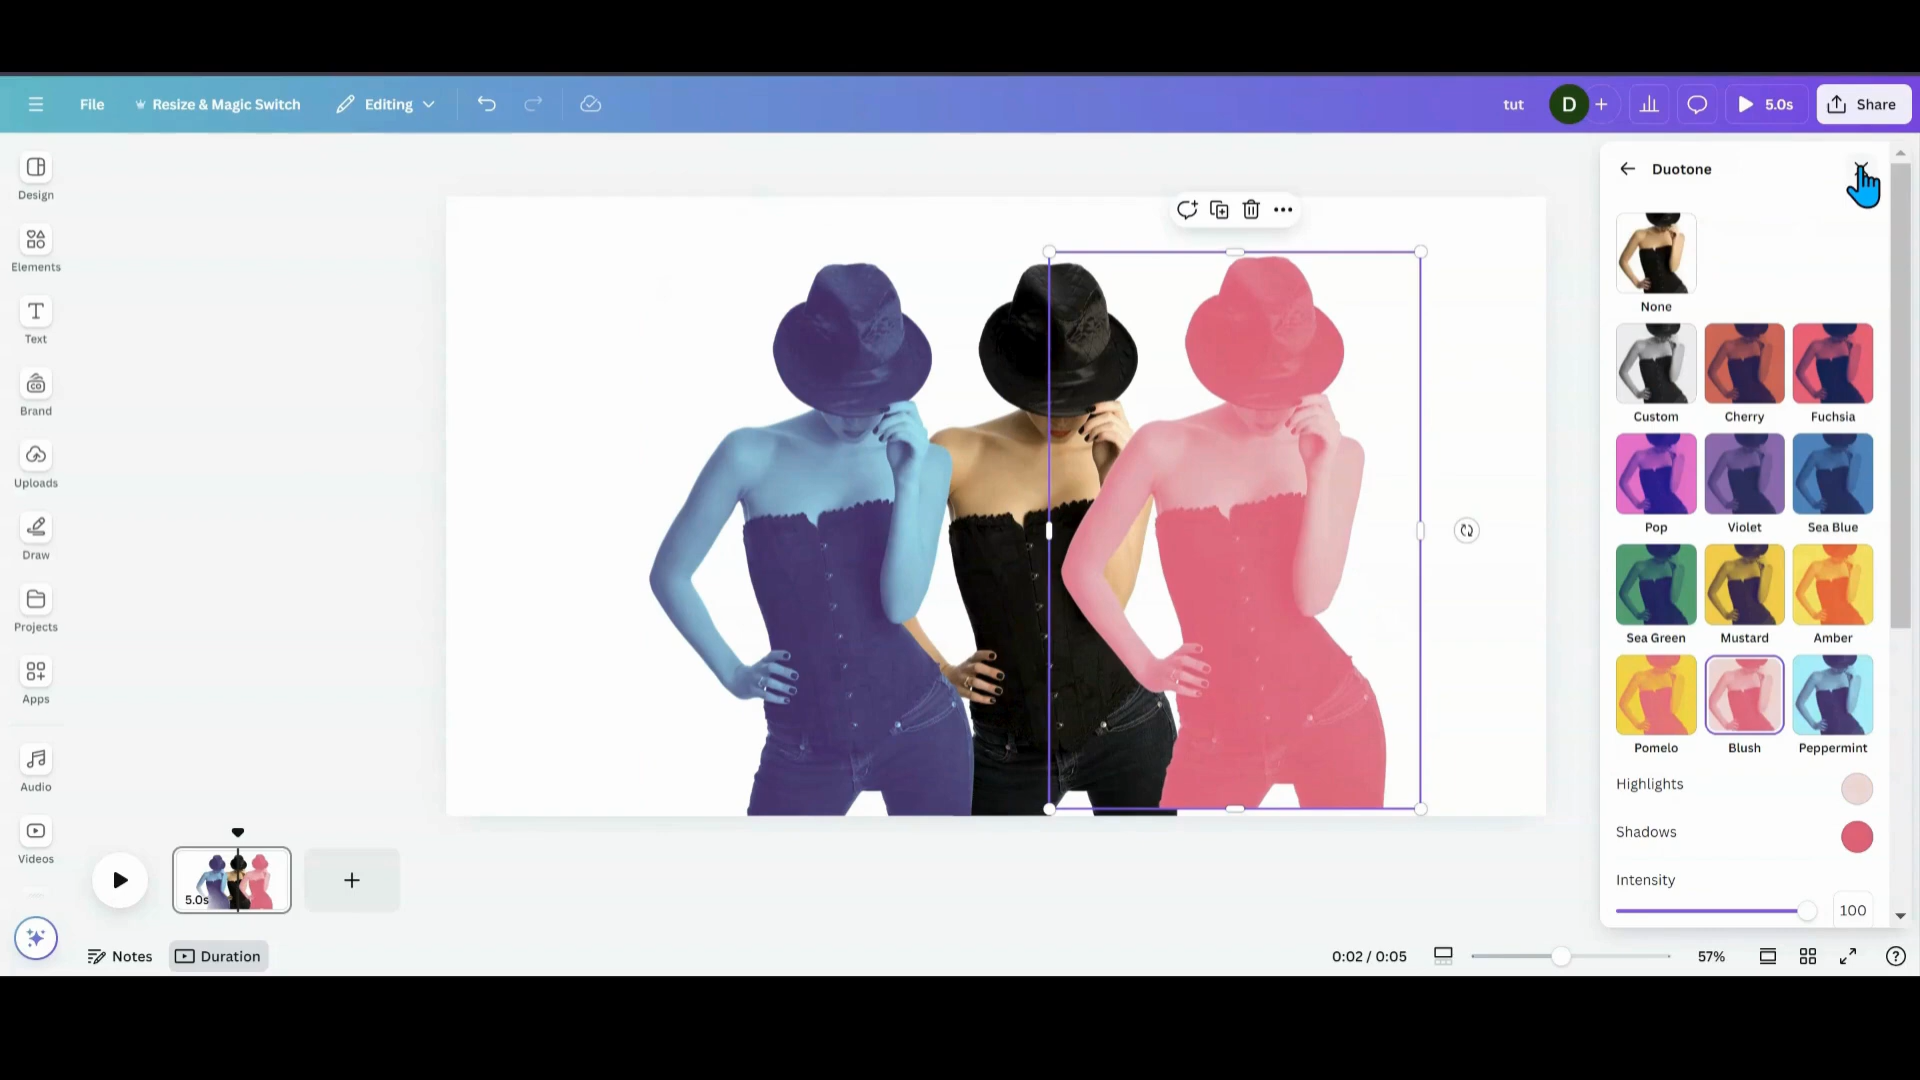 File
Resize & Magic Switch
Editing
tut
D
5.0s
Share
Design
Elements
Text
Brand
Uploads
Draw
Projects
Apps
Audio
Videos
Duotone
None
Custom Cherry Fuchsia
Pop Violet Sea Blue
Sea Green Mustard Amber
Pomelo Blush Peppermint
Highlights
Shadows
Intensity
100
5.0s
Notes
Duration
0:02 / 0:05
57%